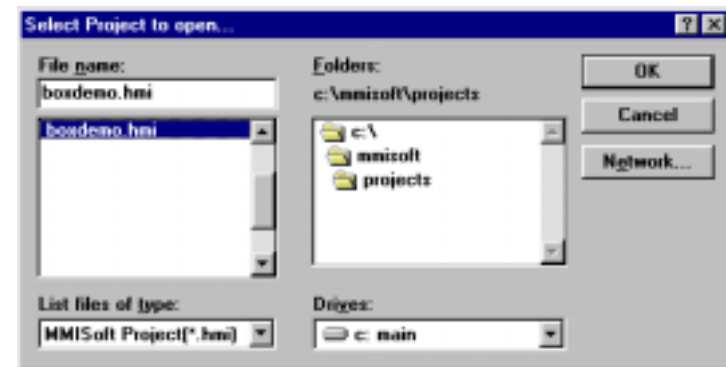 Select Project to open...
File name:
boxdemo.hmi
boxdemo.hmi
List files of type:
MMISoft Project(*.hmi)
Folders:
c:\mmisoft\projects
c:\
mmisoft
projects
Drives:
c: main
OK
Cancel
Network...